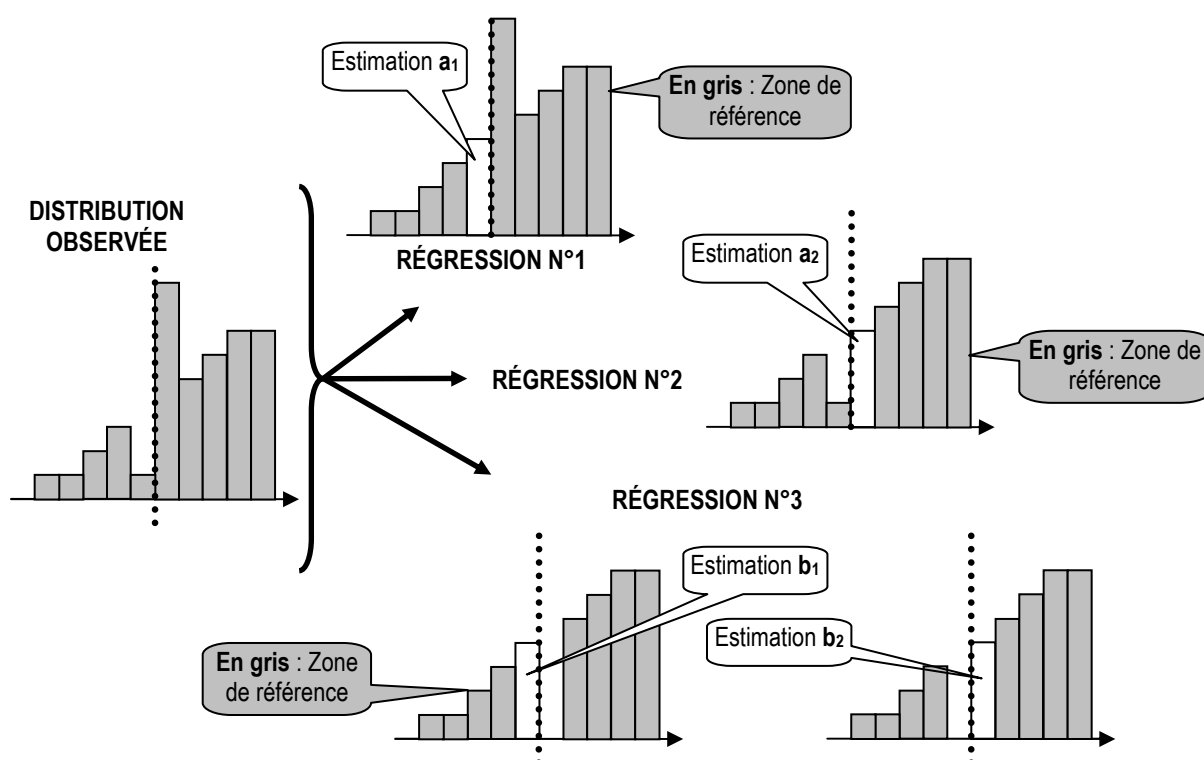 Estimation a1
En gris : Zone de
référence
DISTRIBUTION
OBSERVÉE
RÉGRESSION N°1
Estimation a2
En gris : Zone de
référence
RÉGRESSION N°2
RÉGRESSION N°3
Estimation b1
Estimation b2
En gris : Zone
de référence